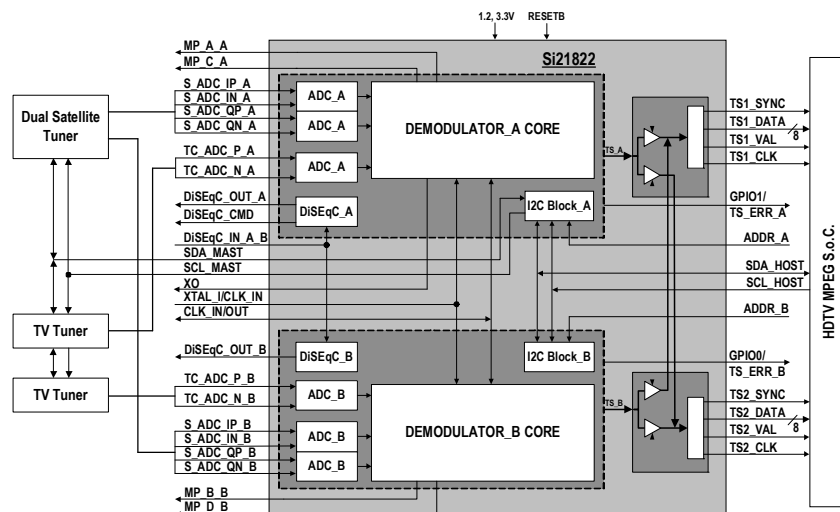 1.2, 3.3V
RESETB
Si21822
MP_A_A
MP_C_A
S_ADC_IP_A
S_ADC_IN_A
S_ADC_QP_A
S_ADC_QN_A
ADC_A
ADC_A
DEMODULATOR_A CORE
Dual Satellite
Tuner
TC_ADC_P_A
TC_ADC_N_A
ADC_A
TS_A
TS1_SYNC
TS1_DATA
8
TS1_VAL
TS1_CLK
DiSEqC_OUT_A
DiSEqC_CMD
DiSEqC_A
I2C Block_A
GPIO1/
TS_ERR_A
DiSEqC_IN_A_B
ADDR_A
SDA_MAST
SCL_MAST
SDA_HOST
SCL_HOST
XO
XTAL_I/CLK_IN
CLK_IN/OUT
ADDR_B
HDTV MPEG S.o.C.
TV Tuner
DiSEqC_OUT_B
DiSEqC_B
I2C Block_B
GPIO0/
TS_ERR_B
TV Tuner
TC_ADC_P_B
TC_ADC_N_B
ADC_B
TS_B
DEMODULATOR_B CORE
S_ADC_IP_B
S_ADC_IN_B
S_ADC_QP_B
S_ADC_QN_B
ADC_B
ADC_B
TS2_SYNC
TS2_DATA
8
TS2_VAL
TS2_CLK
MP_B_B
MP_D_B